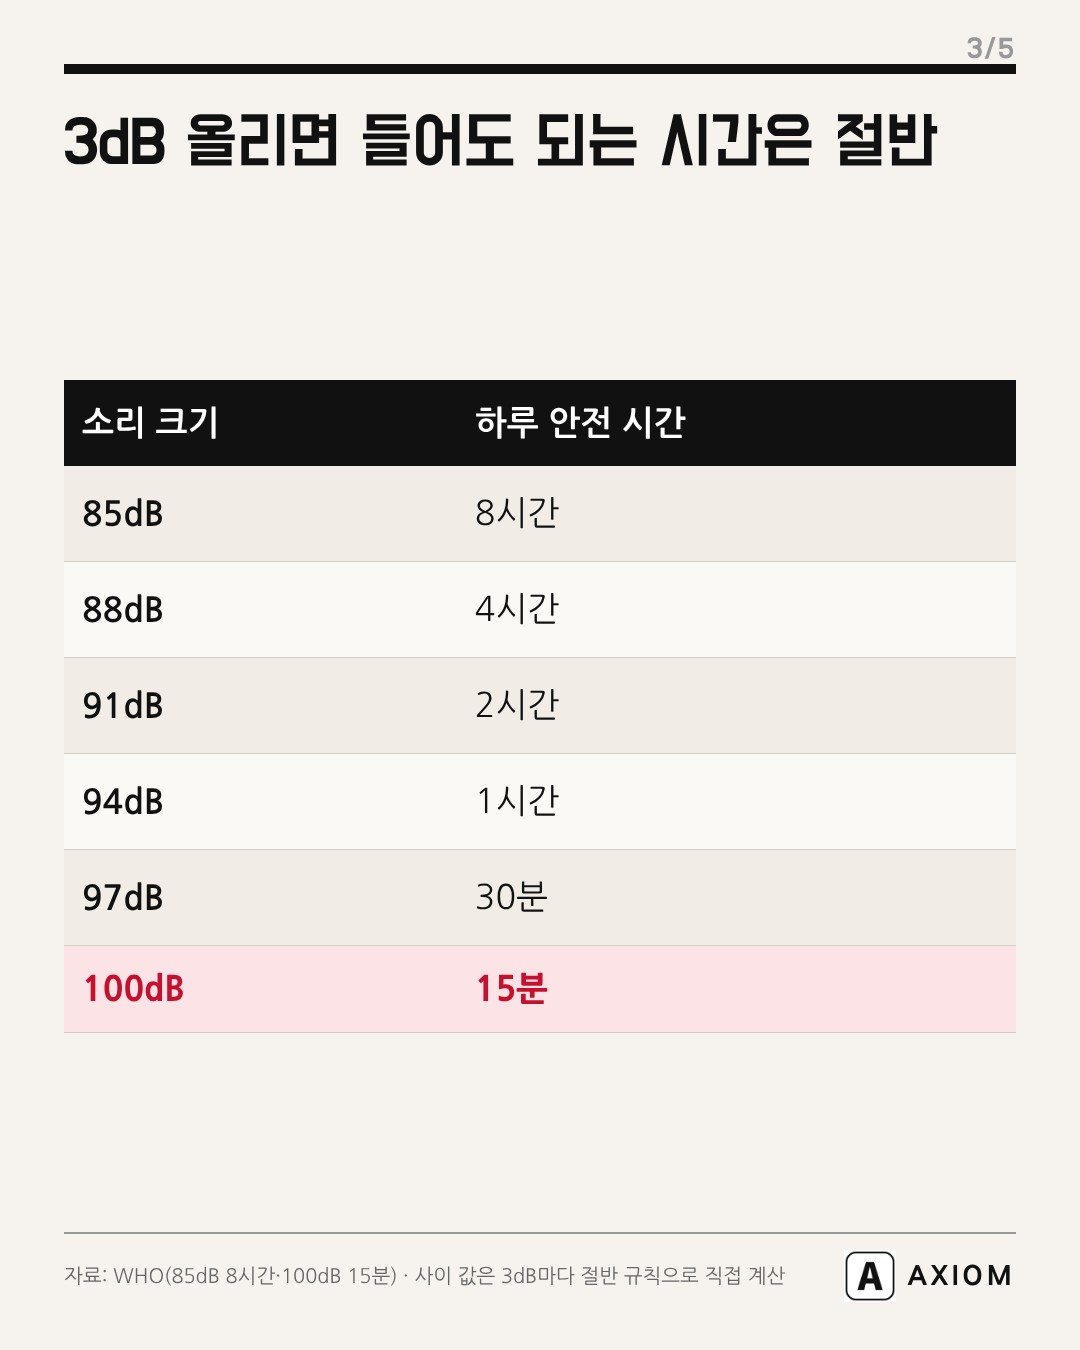 3/5
3dB 올리면 들어도 되는 시간은 절반
소리 크기 하루 안전 시간
85dB 8시간
88dB 4시간
91dB 2시간
94dB 1시간
97dB 30분
100dB 15분
자료: WHO(85dB 8시간·100dB 15분) · 사이 값은 3dB마다 절반 규칙으로 직접 계산
A AXIOM